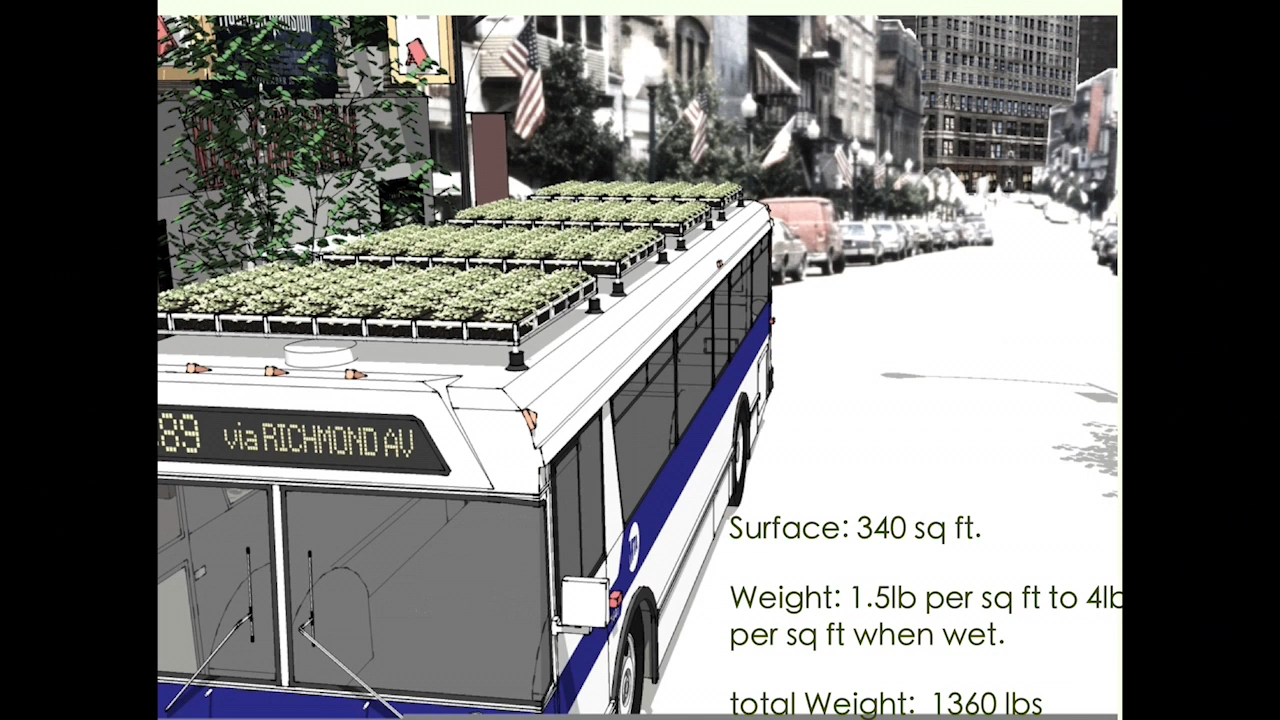 89 via RICHMOND AV
Surface: 340 sq ft.
Weight: 1.5lb per sq ft to 4lb
per sq ft when wet.
total Weight: 1360 lbs